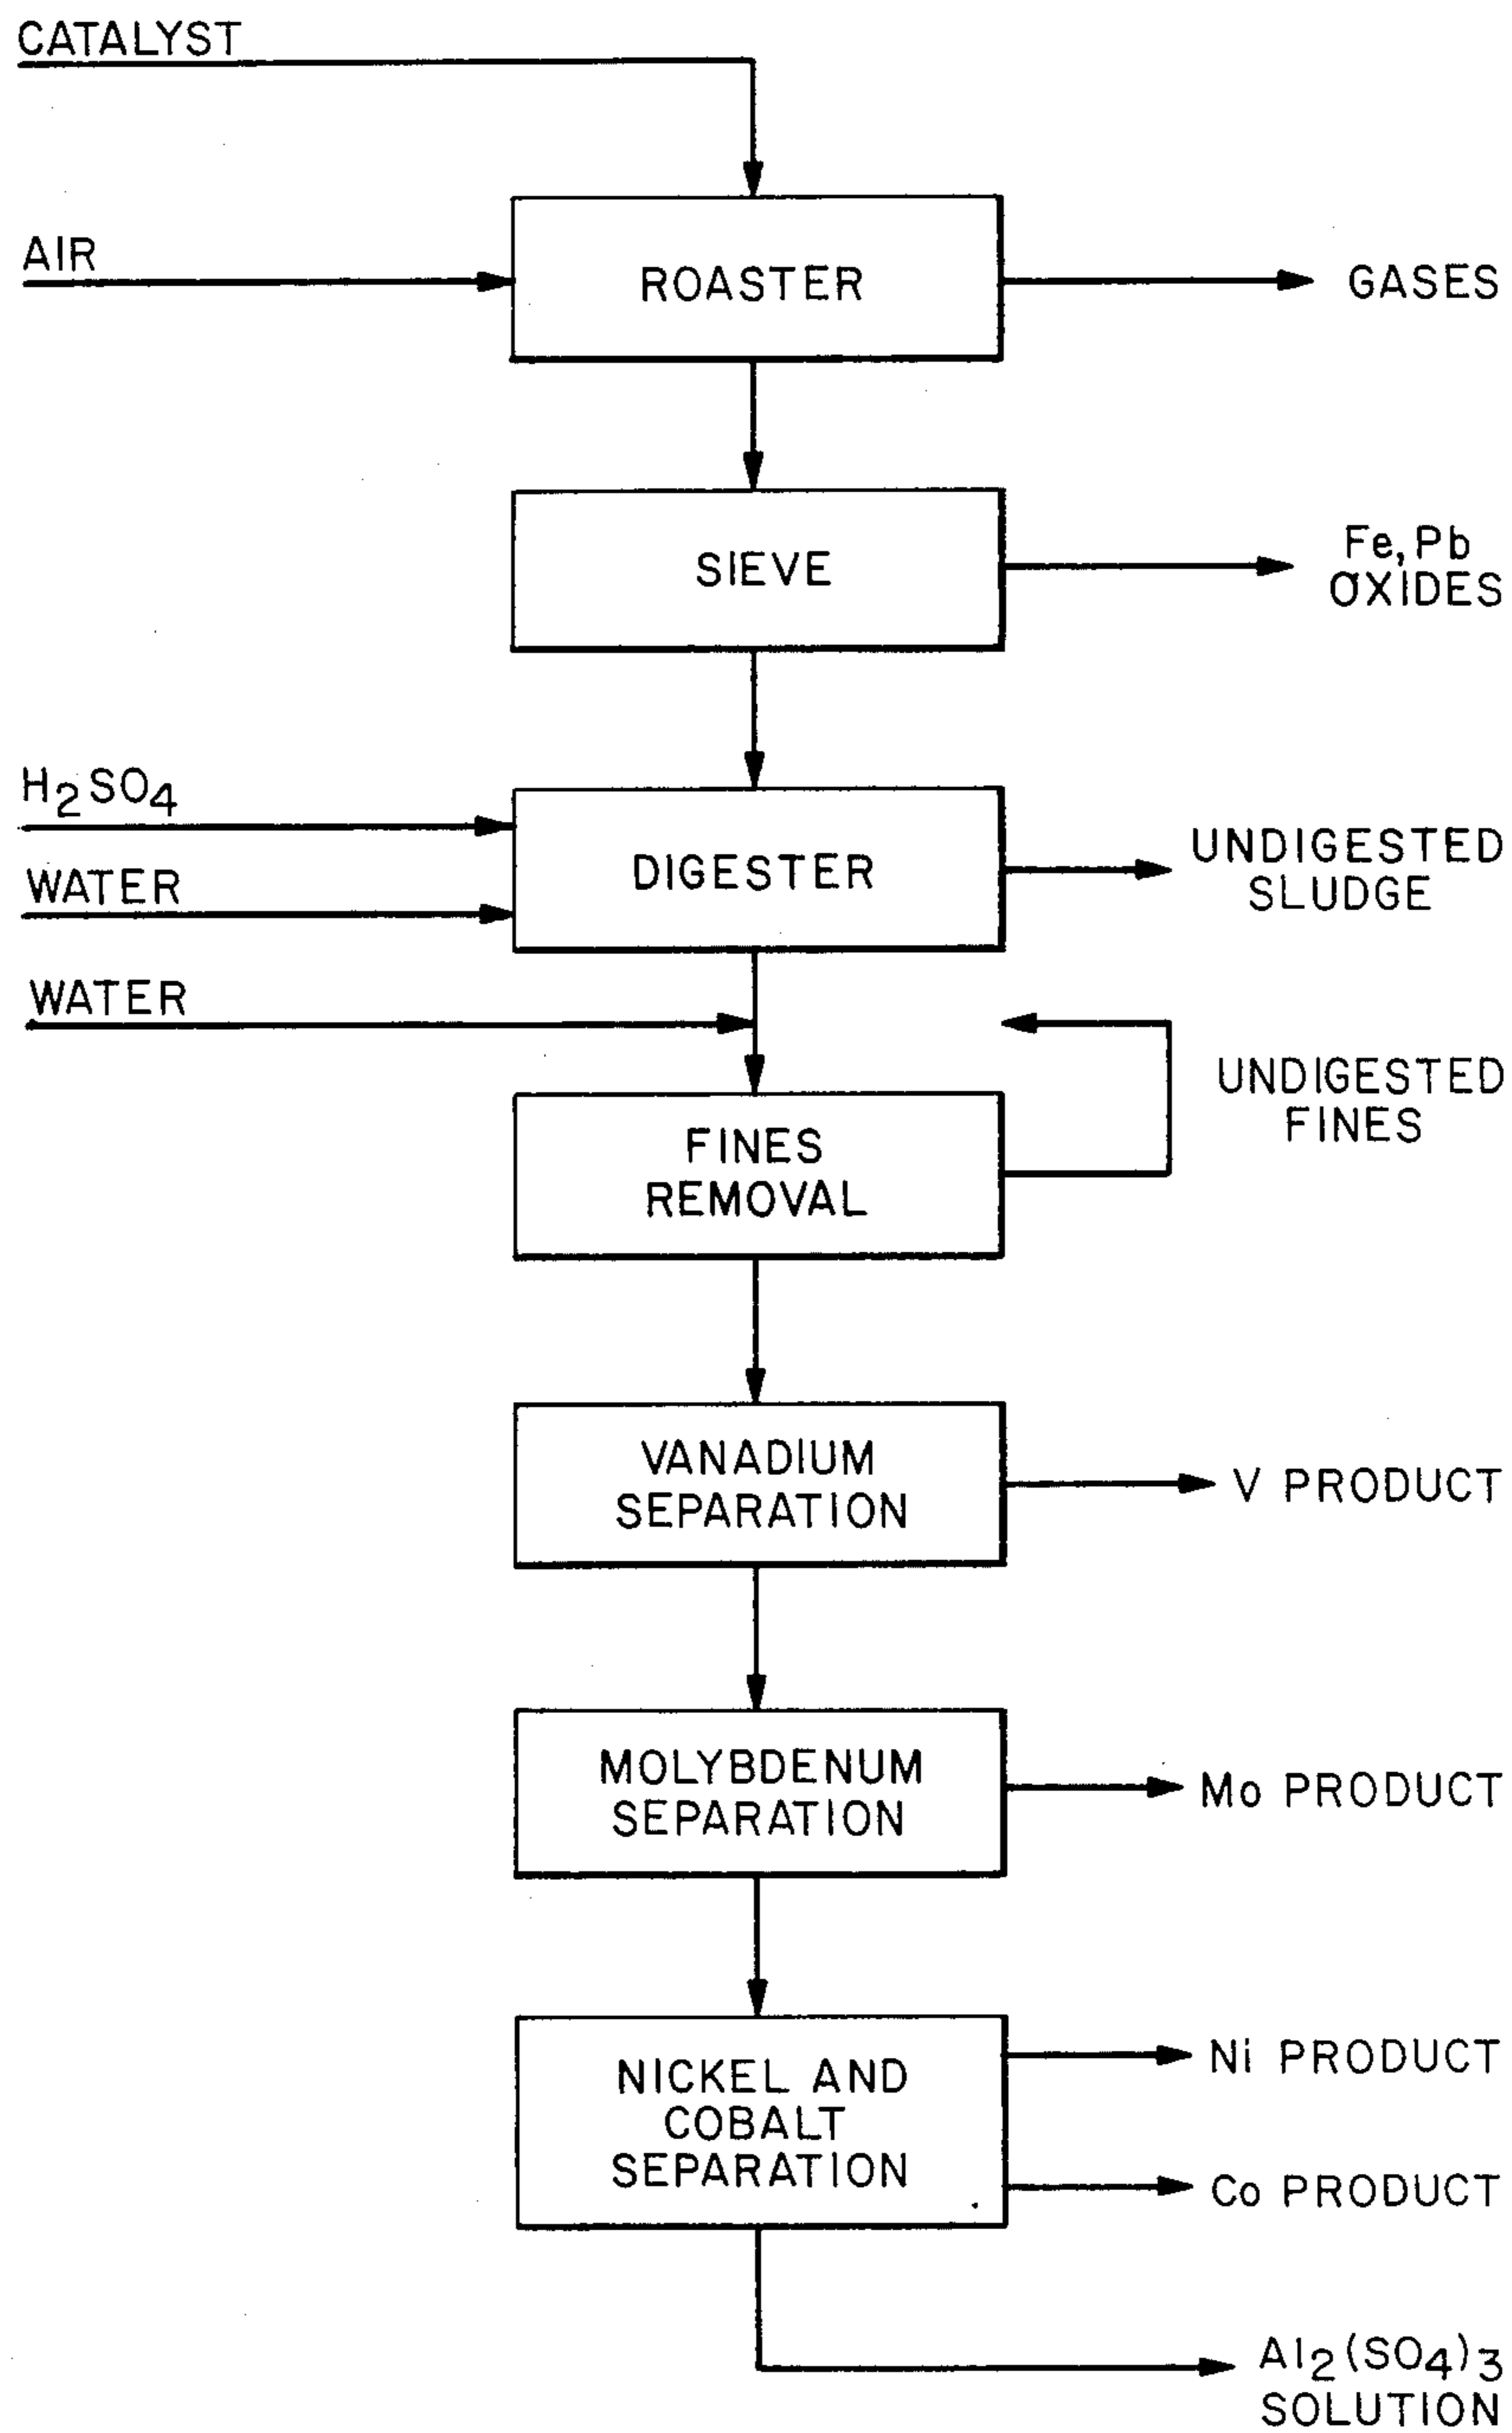 CATALYST
AIR
ROASTER
GASES
SIEVE
Fe, Pb
OXIDES
H₂SO₄
WATER
DIGESTER
UNDIGESTED
SLUDGE
WATER
UNDIGESTED
FINES
FINES
REMOVAL
VANADIUM
SEPARATION
V PRODUCT
MOLYBDENUM
SEPARATION
Mo PRODUCT
NICKEL AND
COBALT
SEPARATION
Ni PRODUCT
Co PRODUCT
Al₂(SO₄)₃
SOLUTION